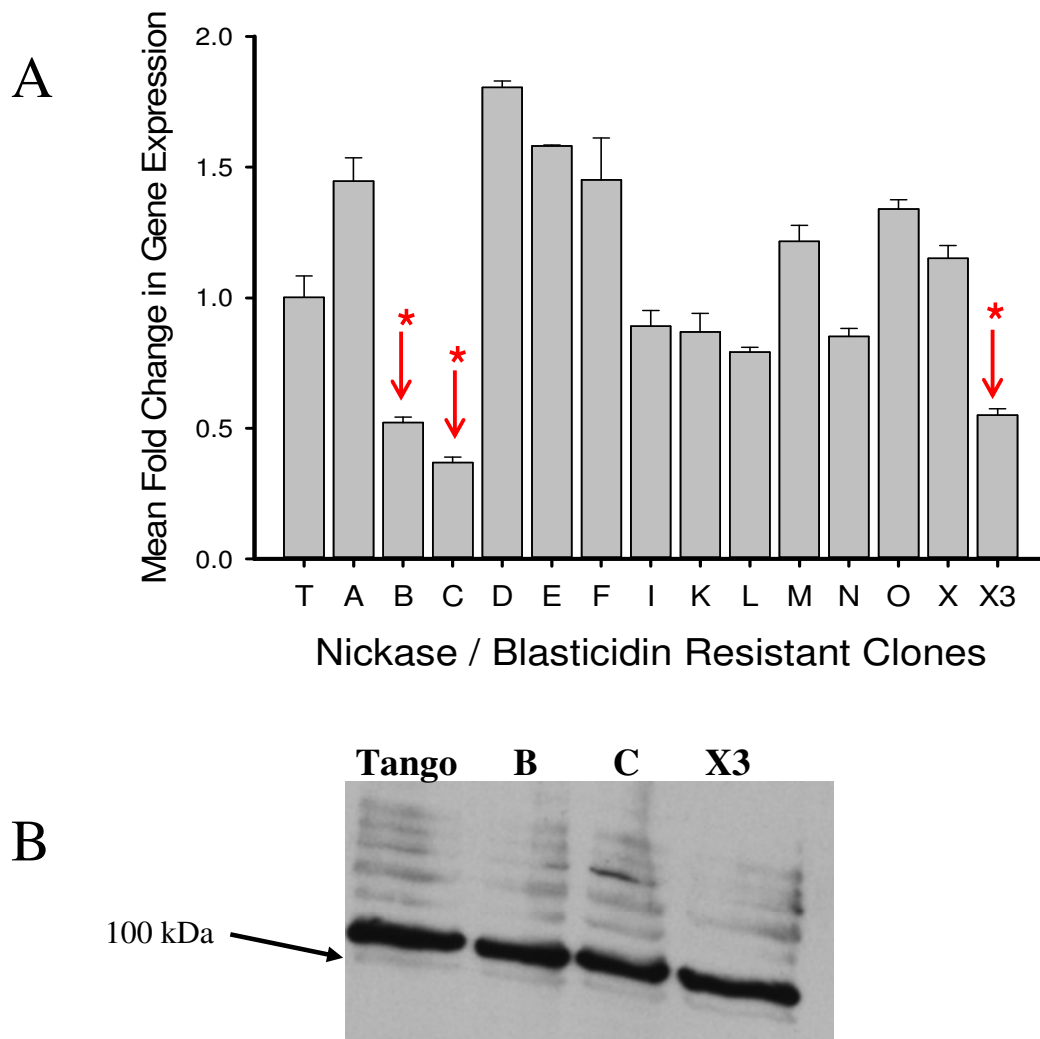 A
Mean Fold Change in Gene Expression
2.0
1.5
1.0
0.5
0.0
* * *
T A B C D E F I K L M N O X X3
Nickase / Blasticidin Resistant Clones
B
Tango B C X3
100 kDa